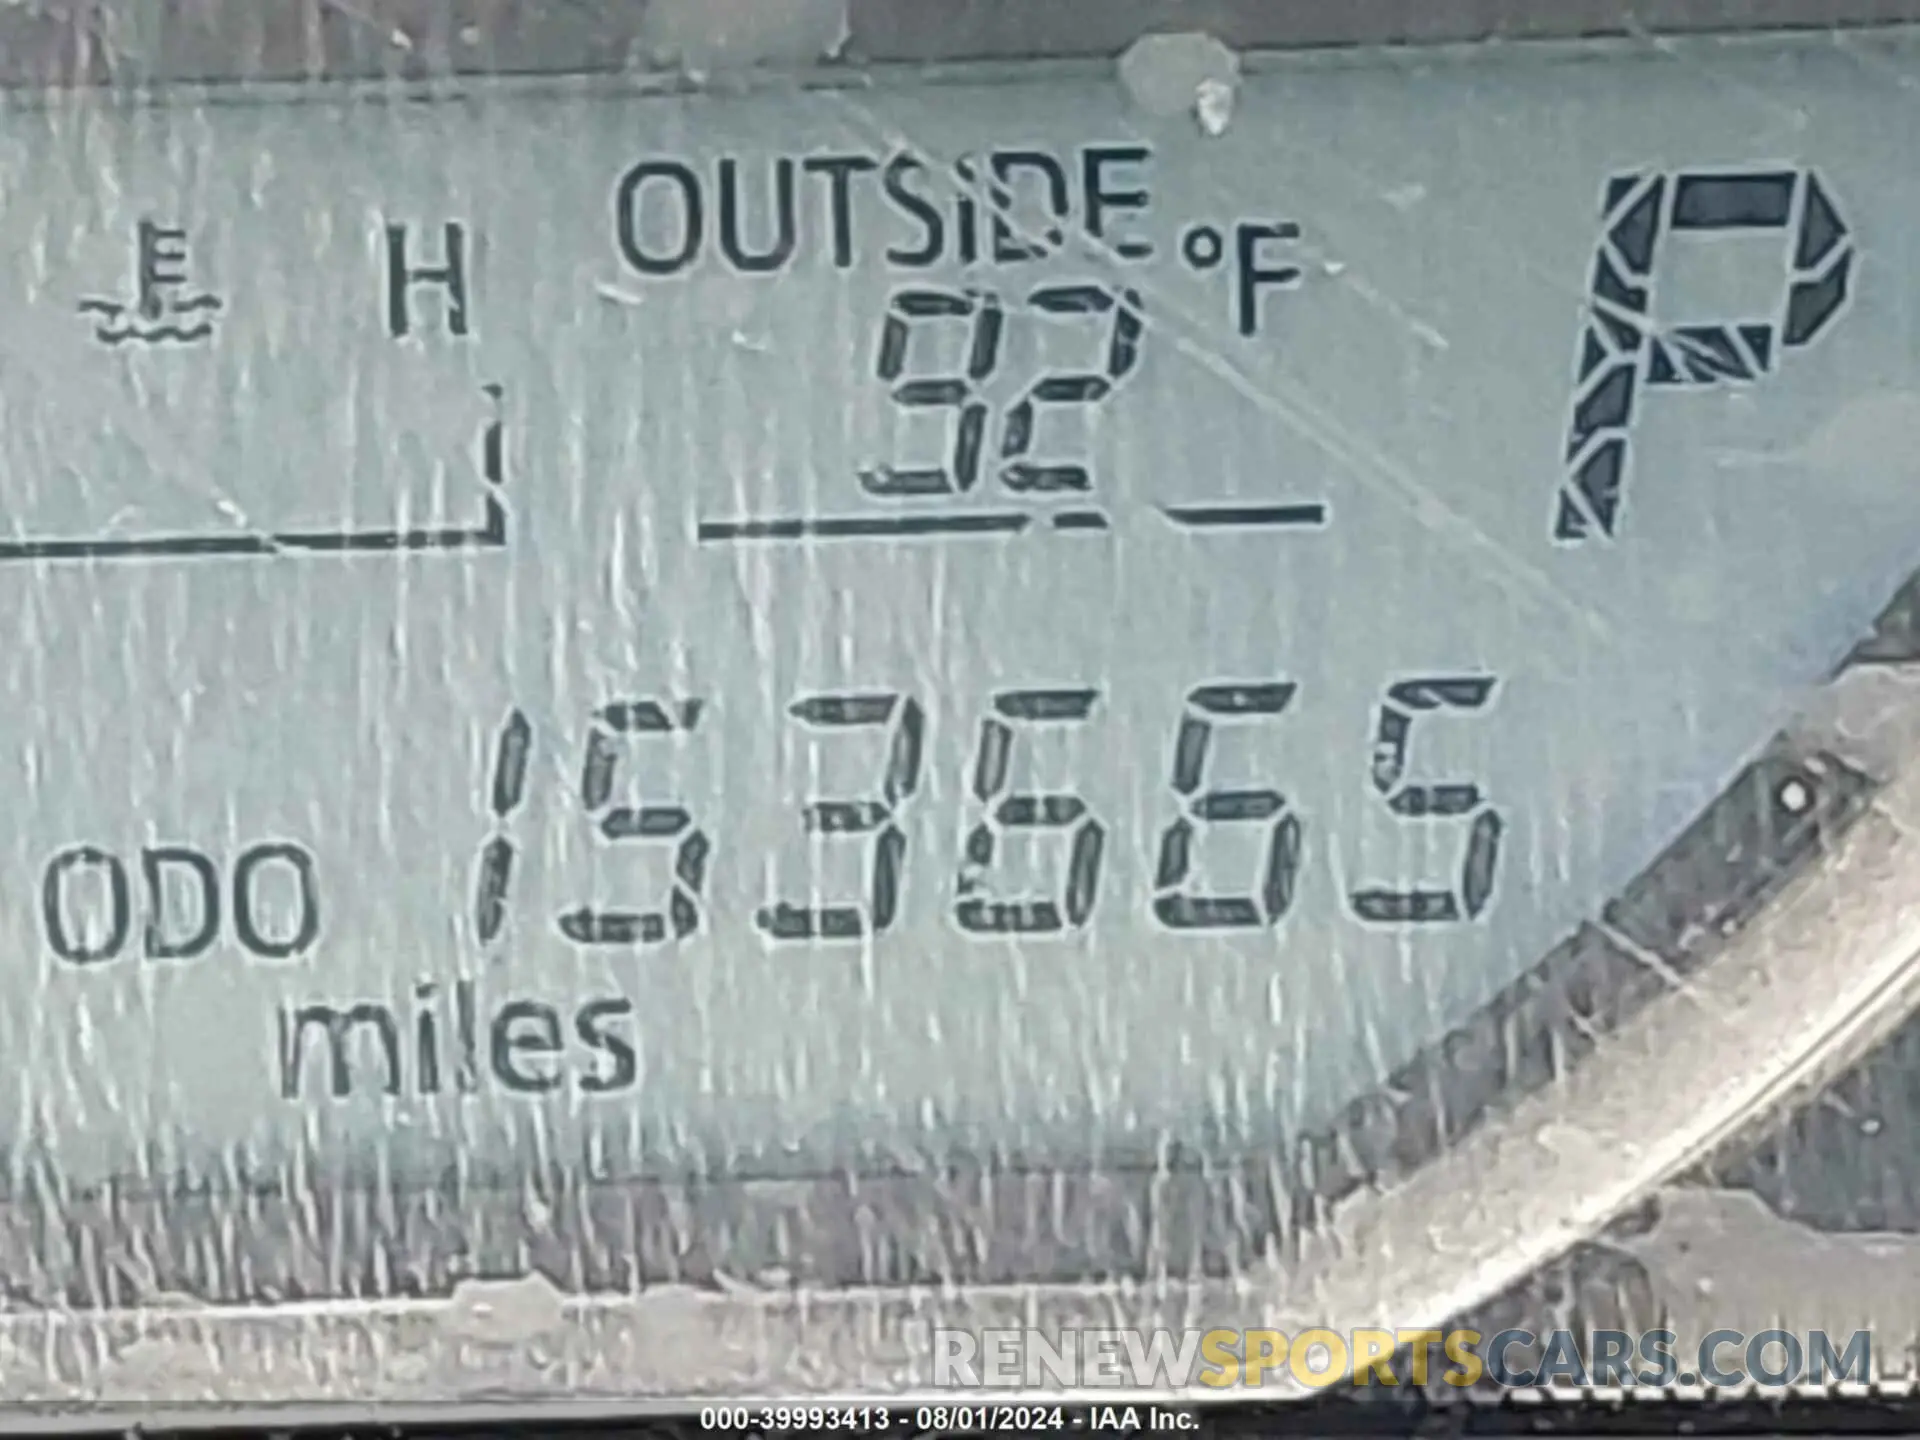 H OUTSIDE °F P
92
ODO 153665
miles
RENEWSPORTSCARS.COM
000-39993413 - 08/01/2024 - IAA Inc.